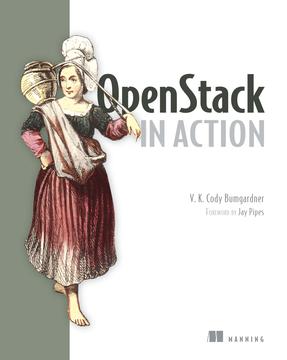 OpenStack
IN ACTION
V. K. Cody Bumgardner
FOREWORD BY Jay Pipes
MANNING